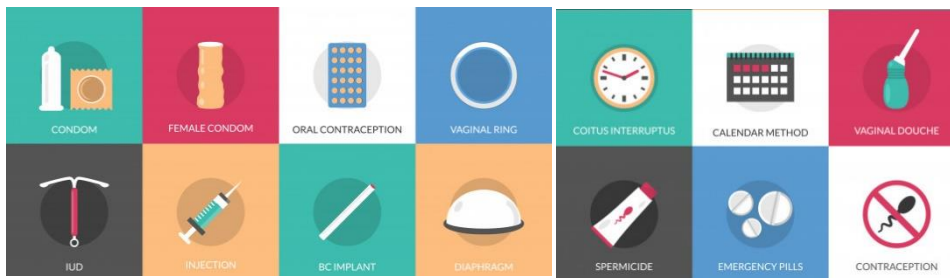 CONDOM
FEMALE CONDOM
ORAL CONTRACEPTION
VAGINAL RING
COITUS INTERRUPTUS
CALENDAR METHOD
VAGINAL DOUCHE
IUD
INJECTION
BC IMPLANT
DIAPHRAGM
SPERMICIDE
EMERGENCY PILLS
CONTRACEPTION